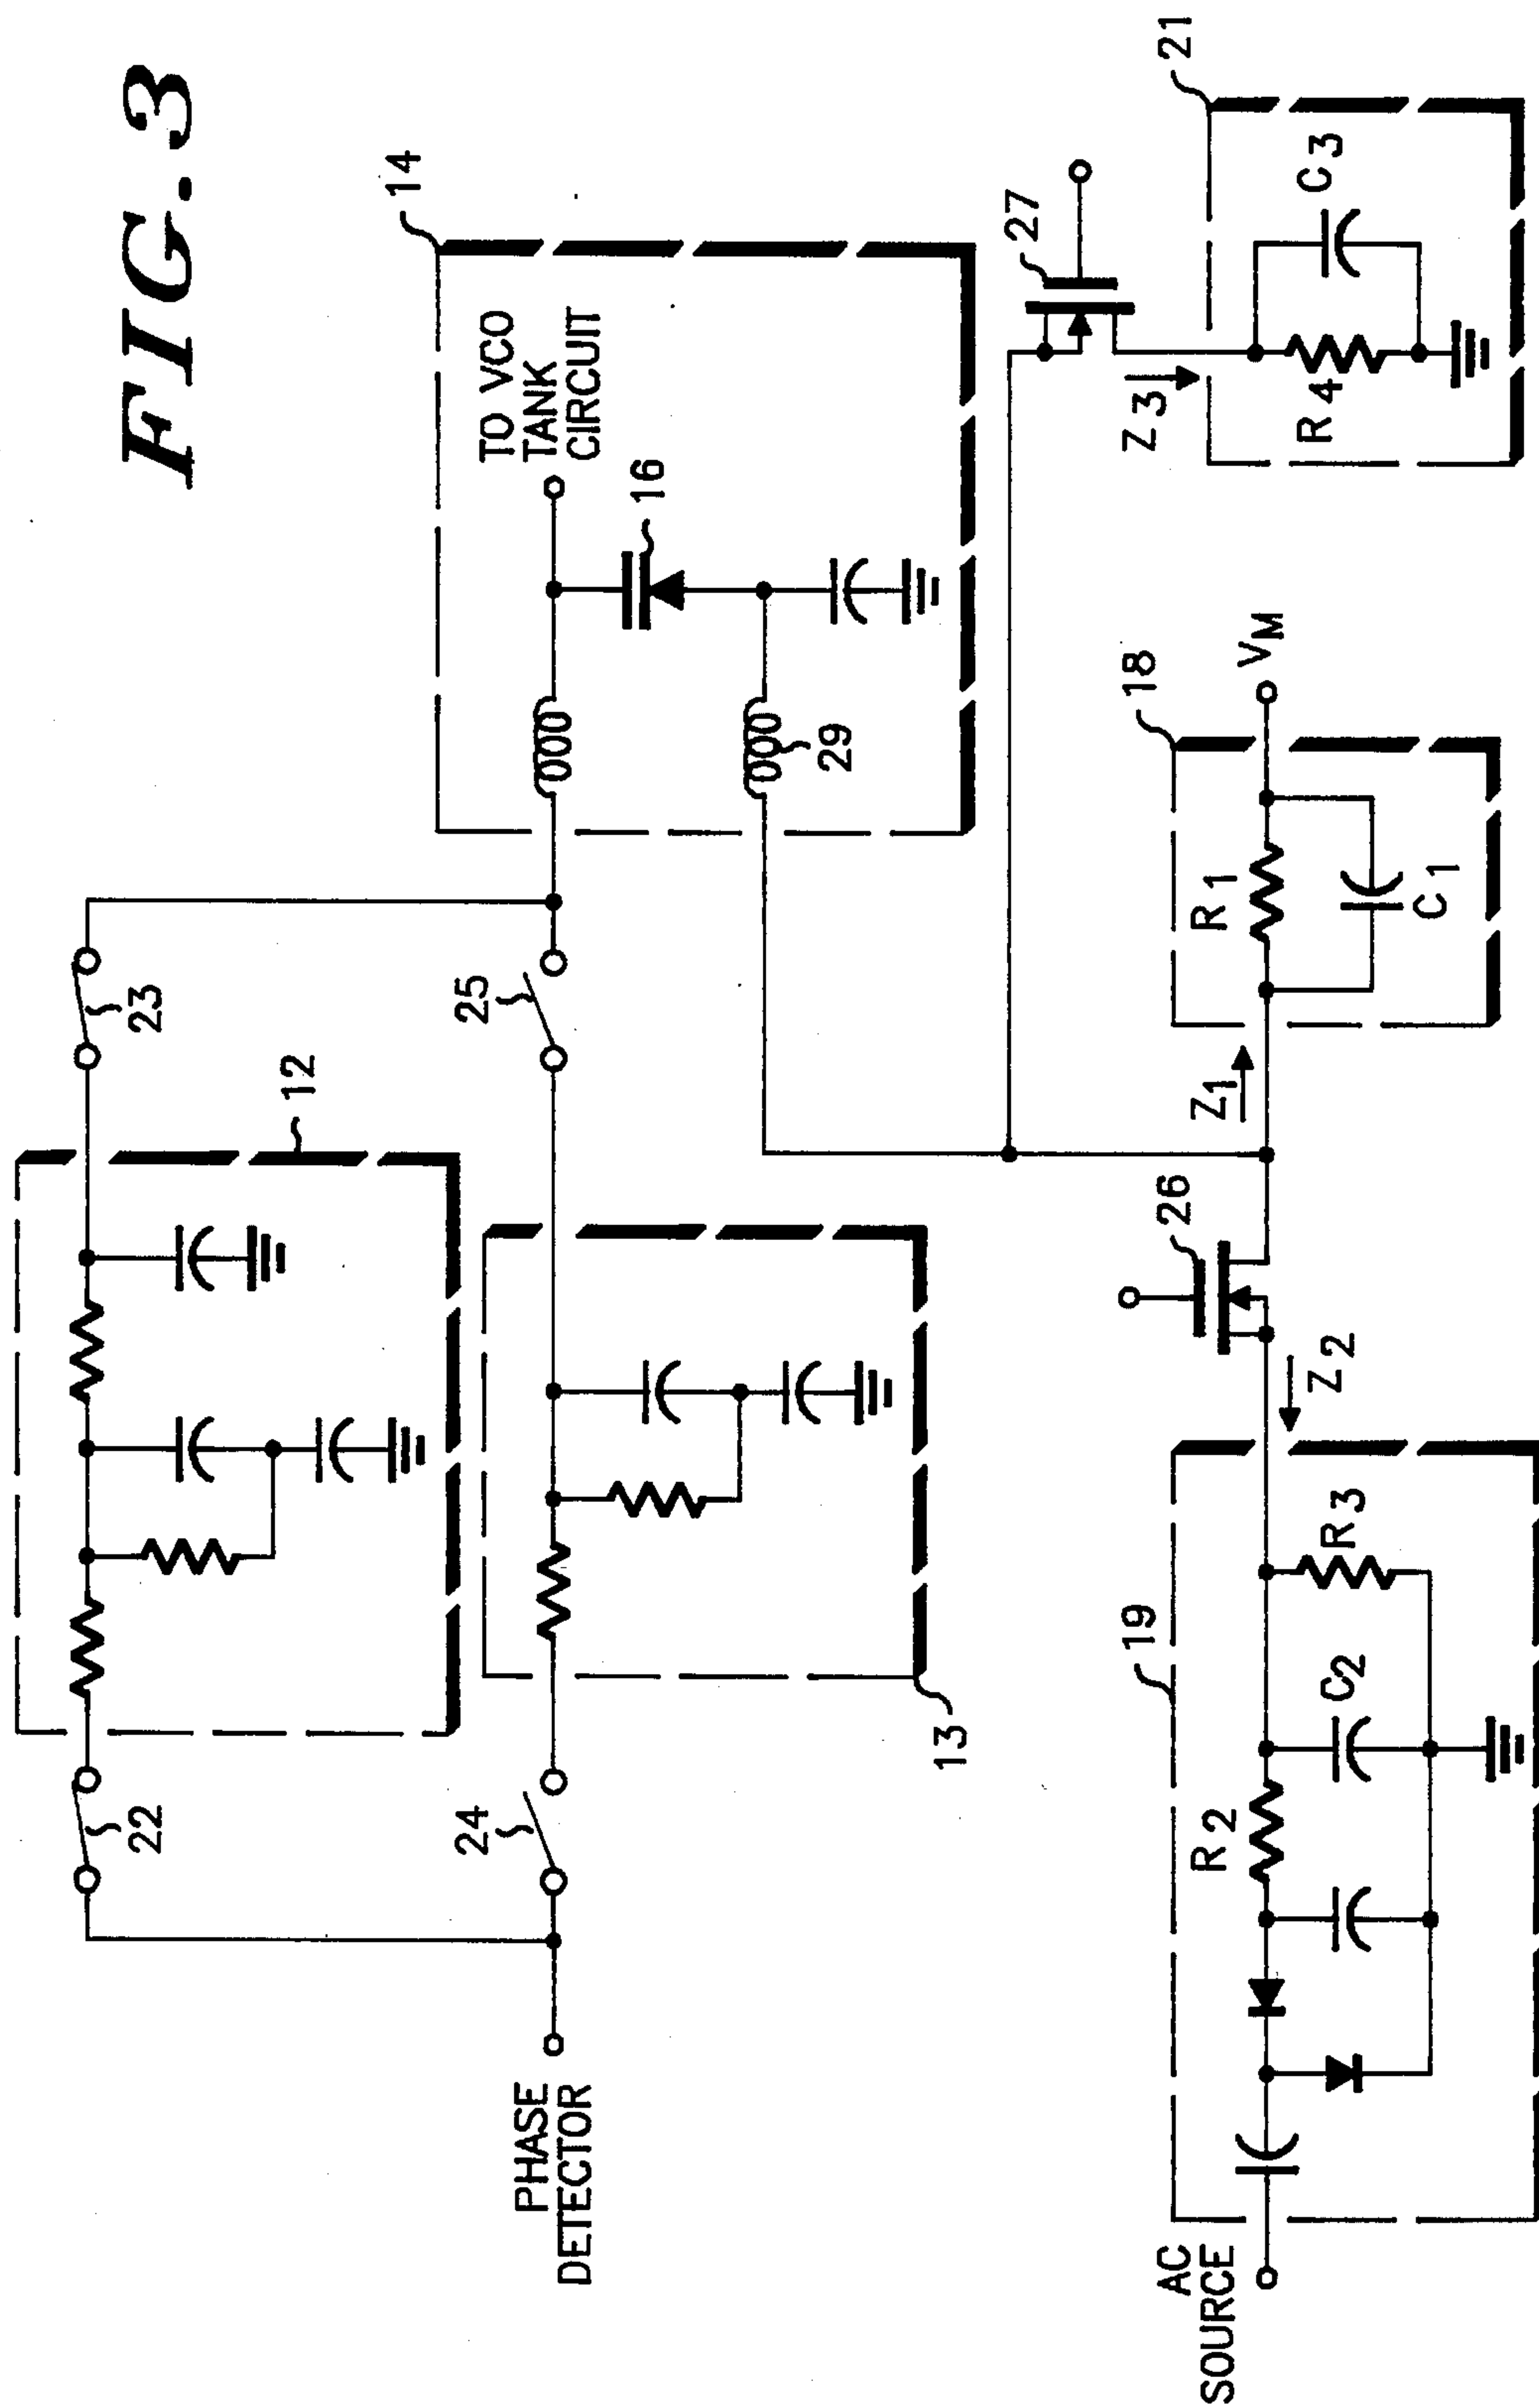 FIG. 3
12
22
23
PHASE
DETECTOR
24
13
25
14
TO VCO
TANK
CIRCUIT
16
29
27
AC
SOURCE
19
R2
C2
R3
Z2
26
Z1
18
R1
C1
VM
Z3
21
R4
C3